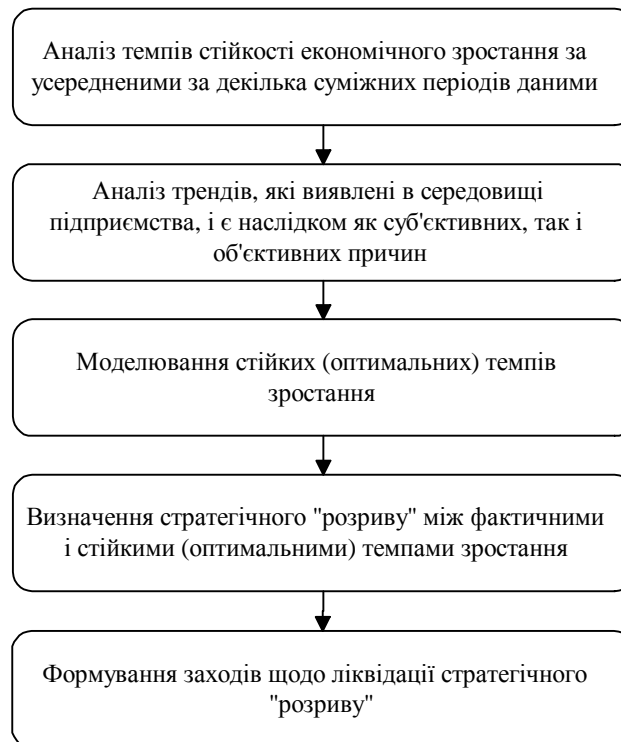 Аналіз темпів стійкості економічного зростання за
усередненими за декілька суміжних періодів даними
Аналіз трендів, які виявлені в середовищі
підприємства, і є наслідком як суб'єктивних, так і
об'єктивних причин
Моделювання стійких (оптимальних) темпів
зростання
Визначення стратегічного "розриву" між фактичними
і стійкими (оптимальними) темпами зростання
Формування заходів щодо ліквідації стратегічного
"розриву"